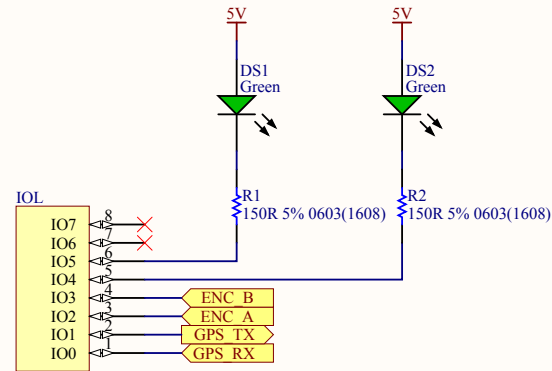 5V
5V
DS1
Green
DS2
Green
R1
150R 5% 0603(1608)
R2
150R 5% 0603(1608)
IOL
IO7 8
IO6 7
IO5 6
IO4 5
IO3 4 ENC_B
IO2 3 ENC_A
IO1 2 GPS_TX
IO0 1 GPS_RX